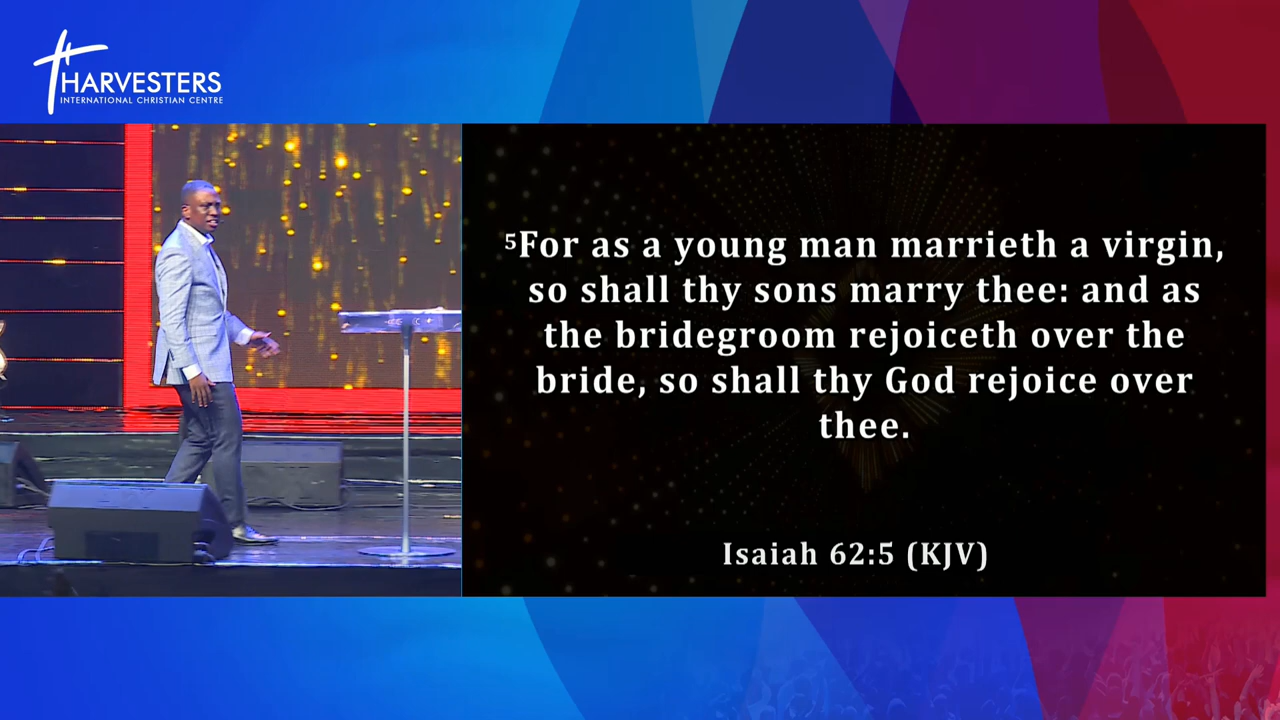 HARVESTERS
INTERNATIONAL CHRISTIAN CENTRE
⁵For as a young man marrieth a virgin,
so shall thy sons marry thee: and as
the bridegroom rejoiceth over the
bride, so shall thy God rejoice over
thee.
Isaiah 62:5 (KJV)